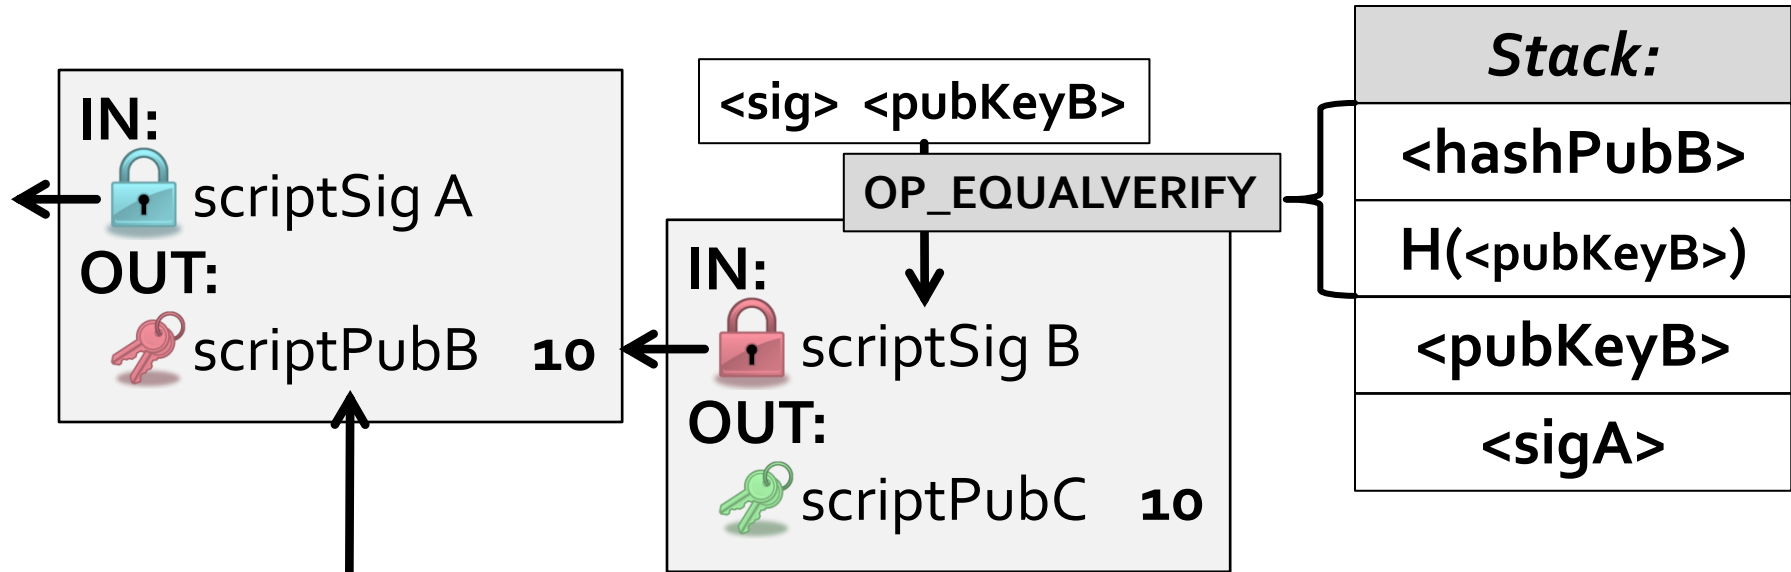 IN:
scriptSig A
OUT:
scriptPubB 10
<sig> <pubKeyB>
OP_EQUALVERIFY
IN:
scriptSig B
OUT:
scriptPubC 10
Stack:
<hashPubB>
H(<pubKeyB>)
<pubKeyB>
<sigA>